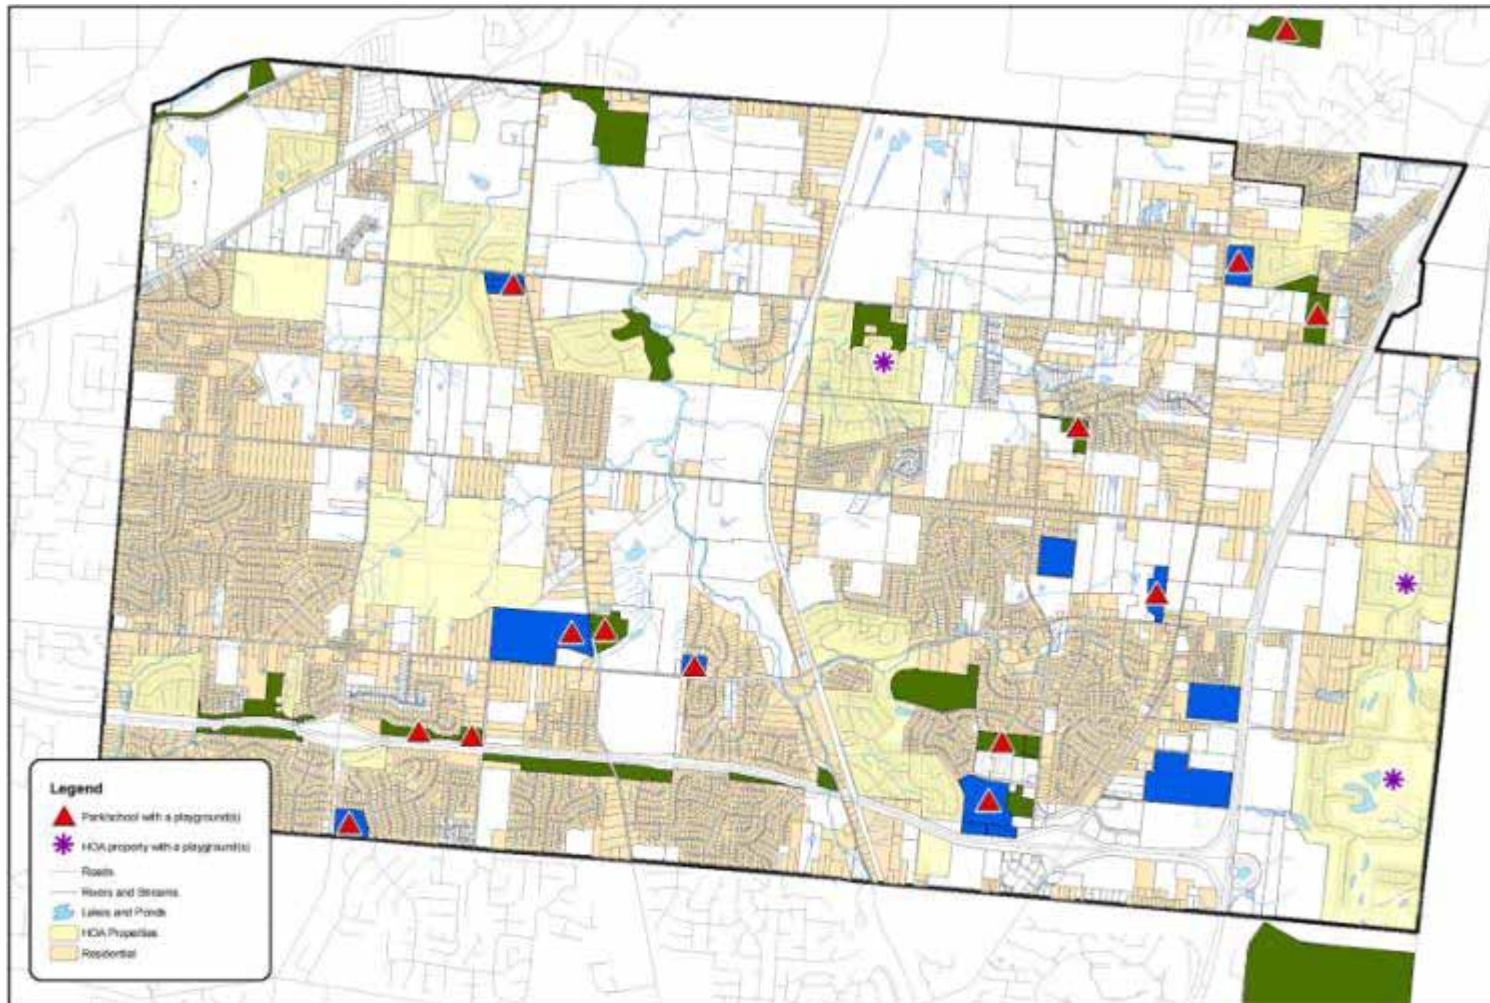 Legend
Park/school with a playground(s)
HOA property with a playground(s)
Roads
Rivers and Streams
Lakes and Ponds
HOA Properties
Residential